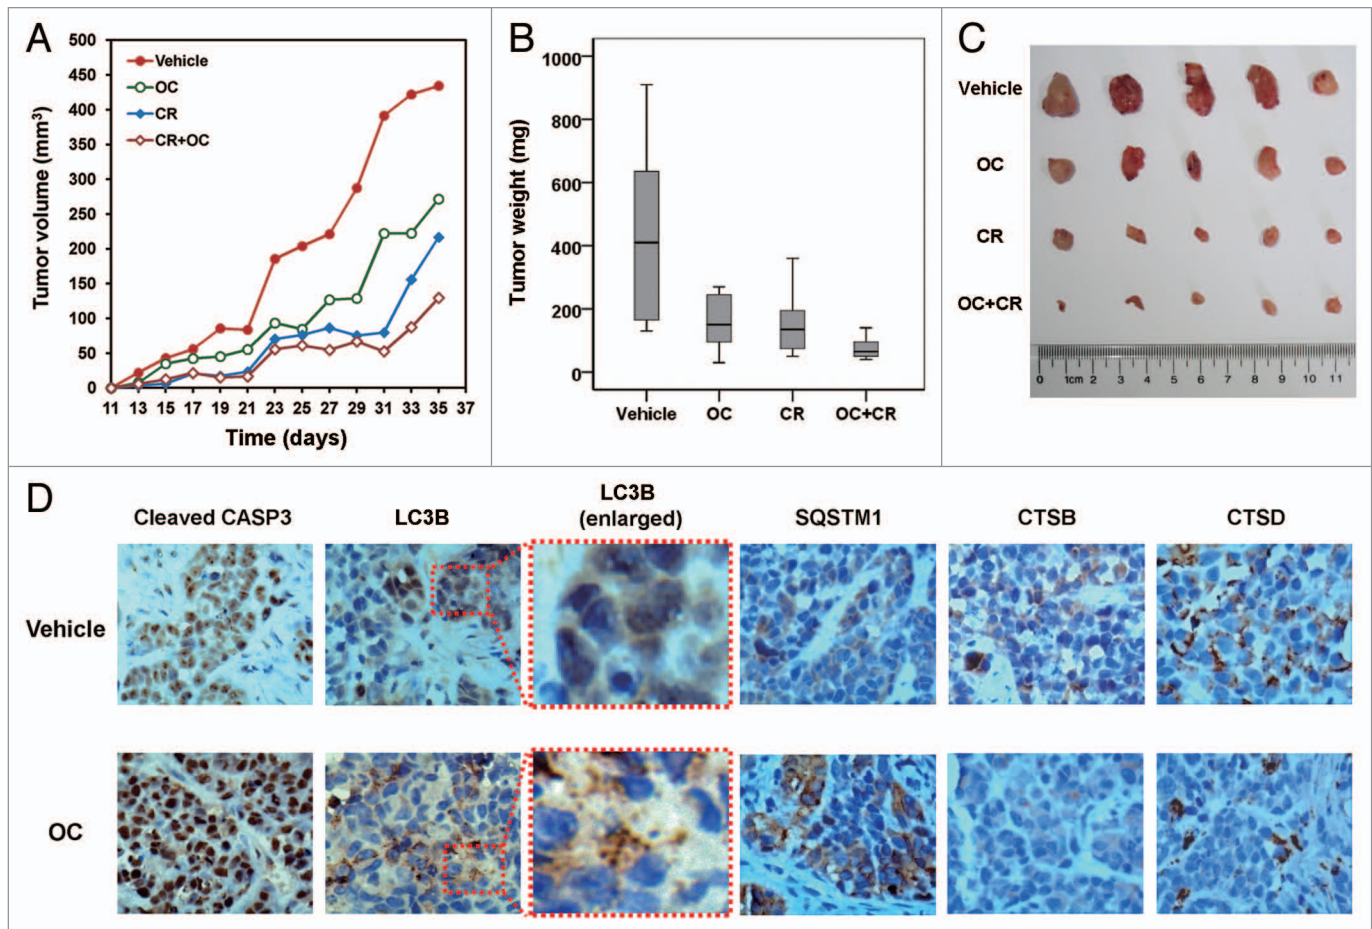 A
500
450
400
350
300
250
200
150
100
50
0
Tumor volume (mm³)
Vehicle
OC
CR
CR+OC
11 13 15 17 19 21 23 25 27 29 31 33 35 37
Time (days)
B
1000
800
600
400
200
0
Tumor weight (mg)
Vehicle OC CR OC+CR
C
Vehicle
OC
CR
OC+CR
0 1cm 2 3 4 5 6 7 8 9 10 11
D
Cleaved CASP3 LC3B LC3B (enlarged) SQSTM1 CTSB CTSD
Vehicle
OC